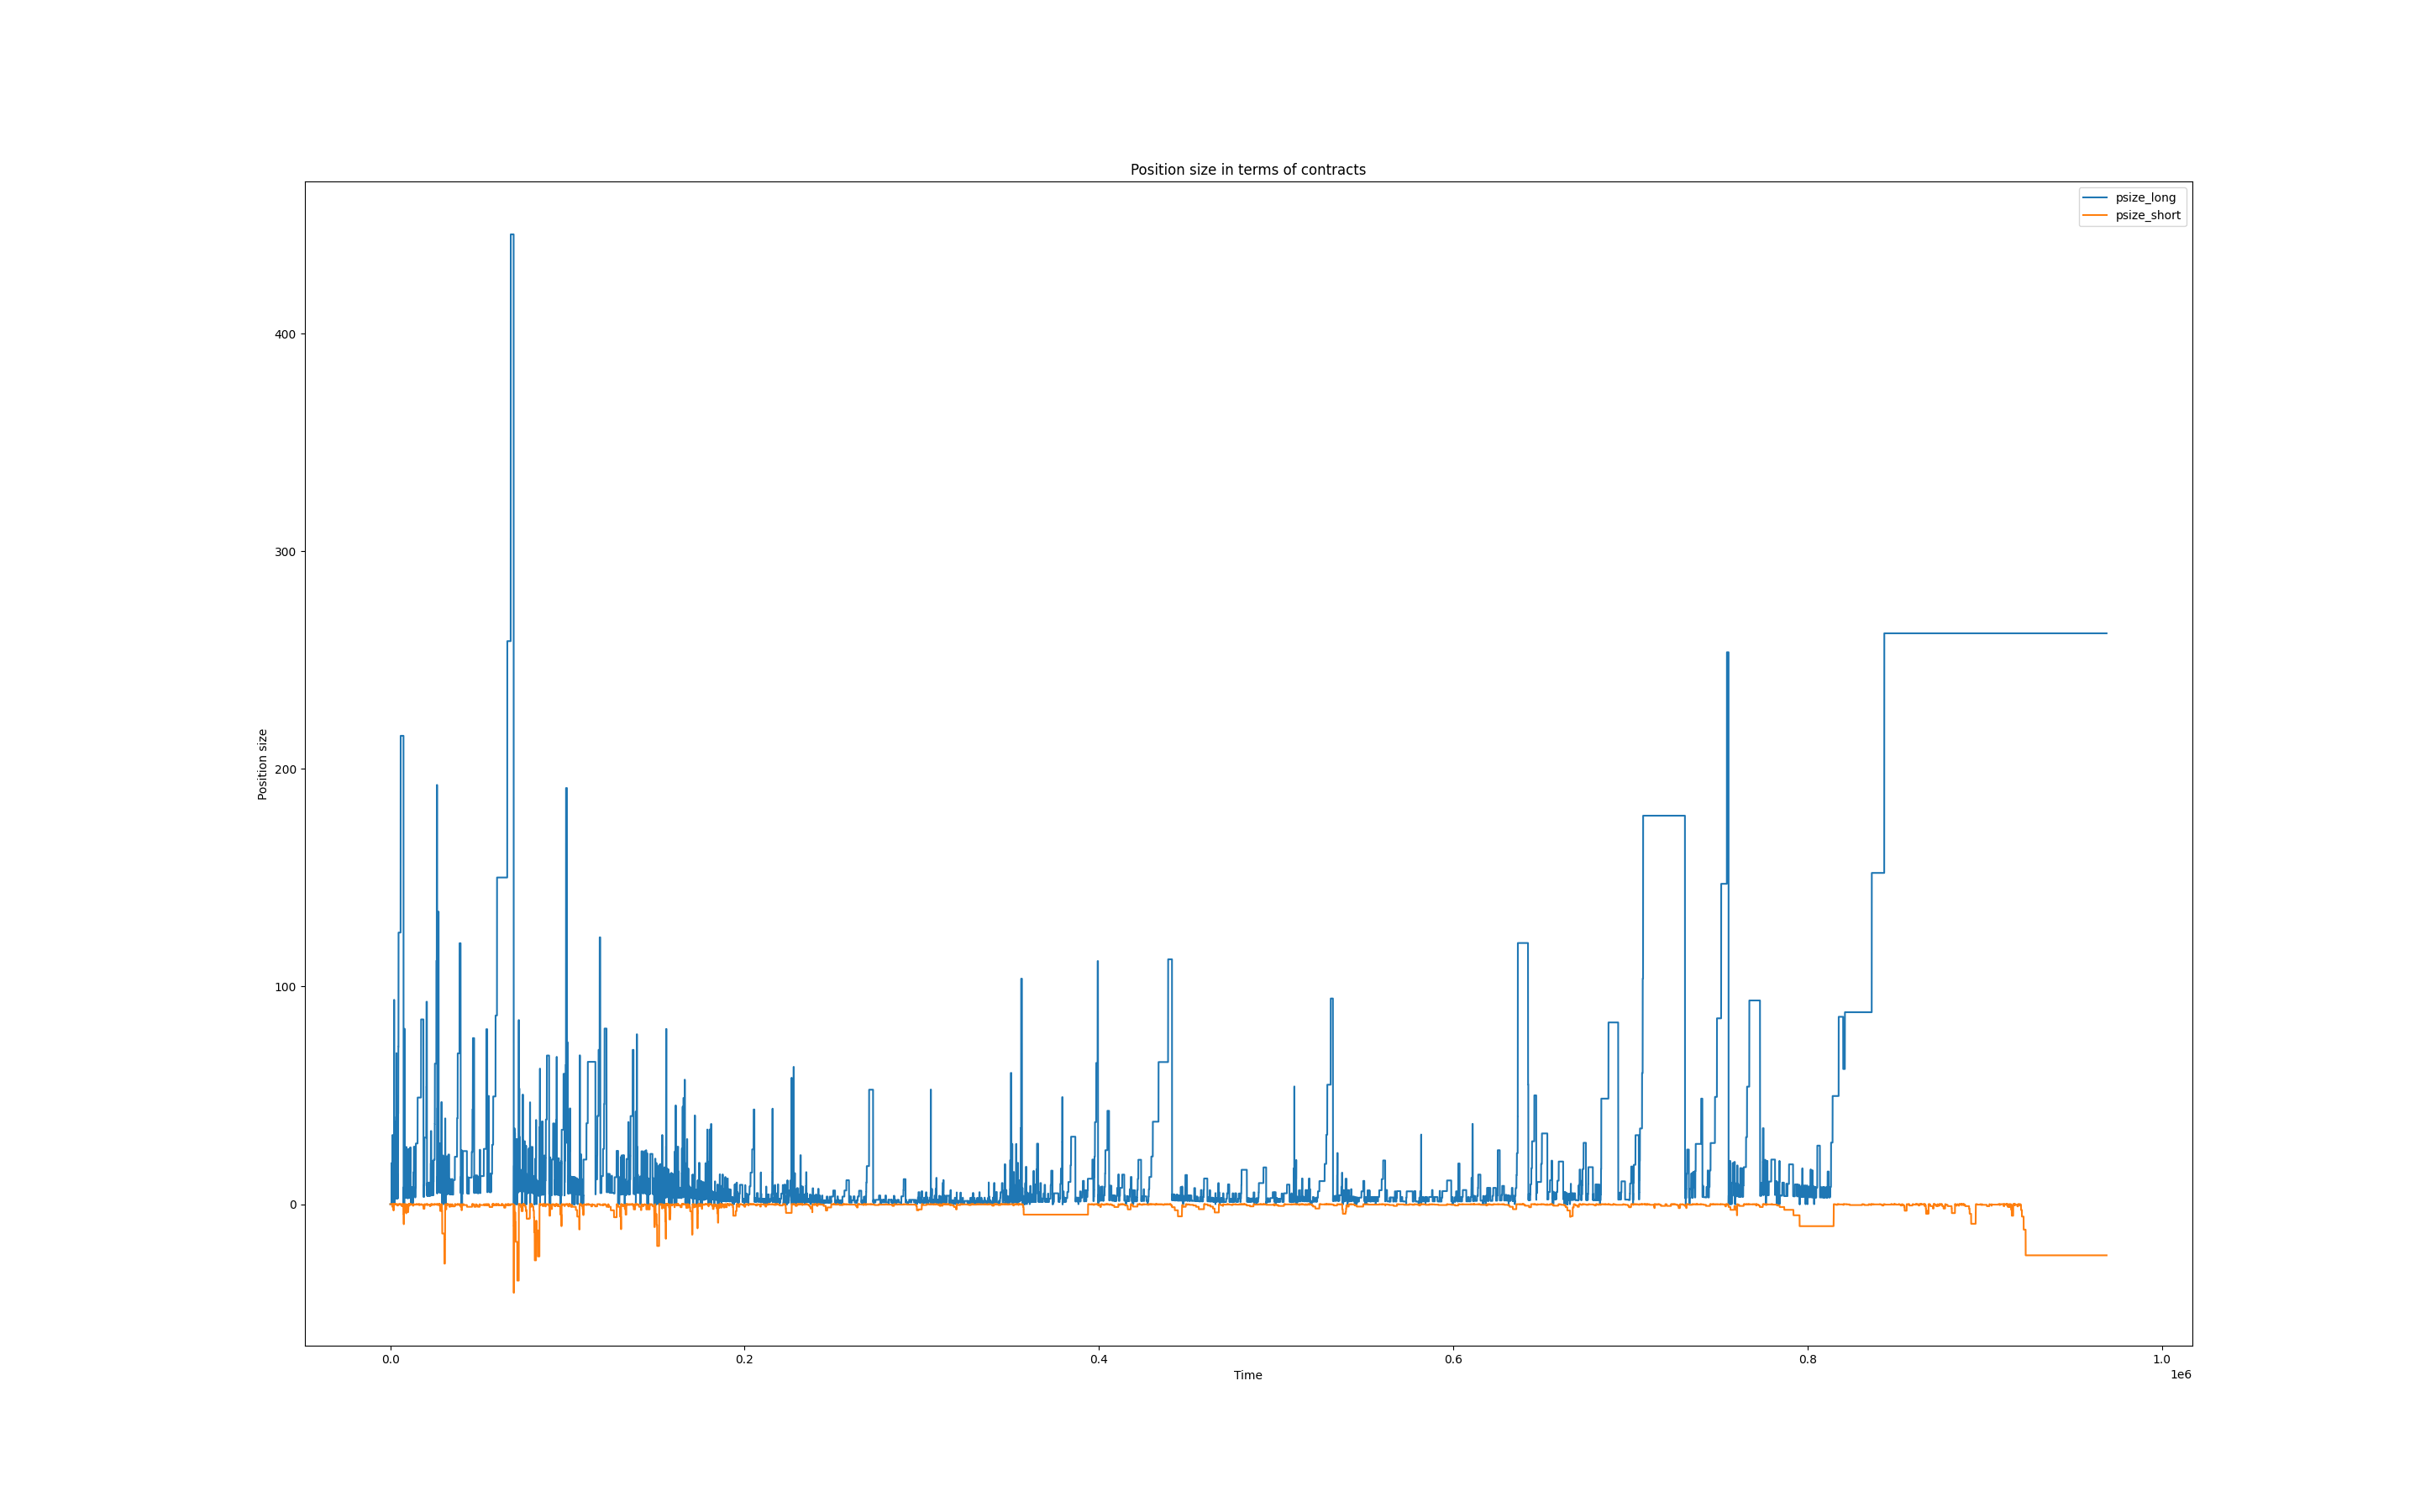 Position size in terms of contracts
psize_long
psize_short
Position size
400
300
200
100
0
0.0 0.2 0.4 0.6 0.8 1.0
1e6
Time